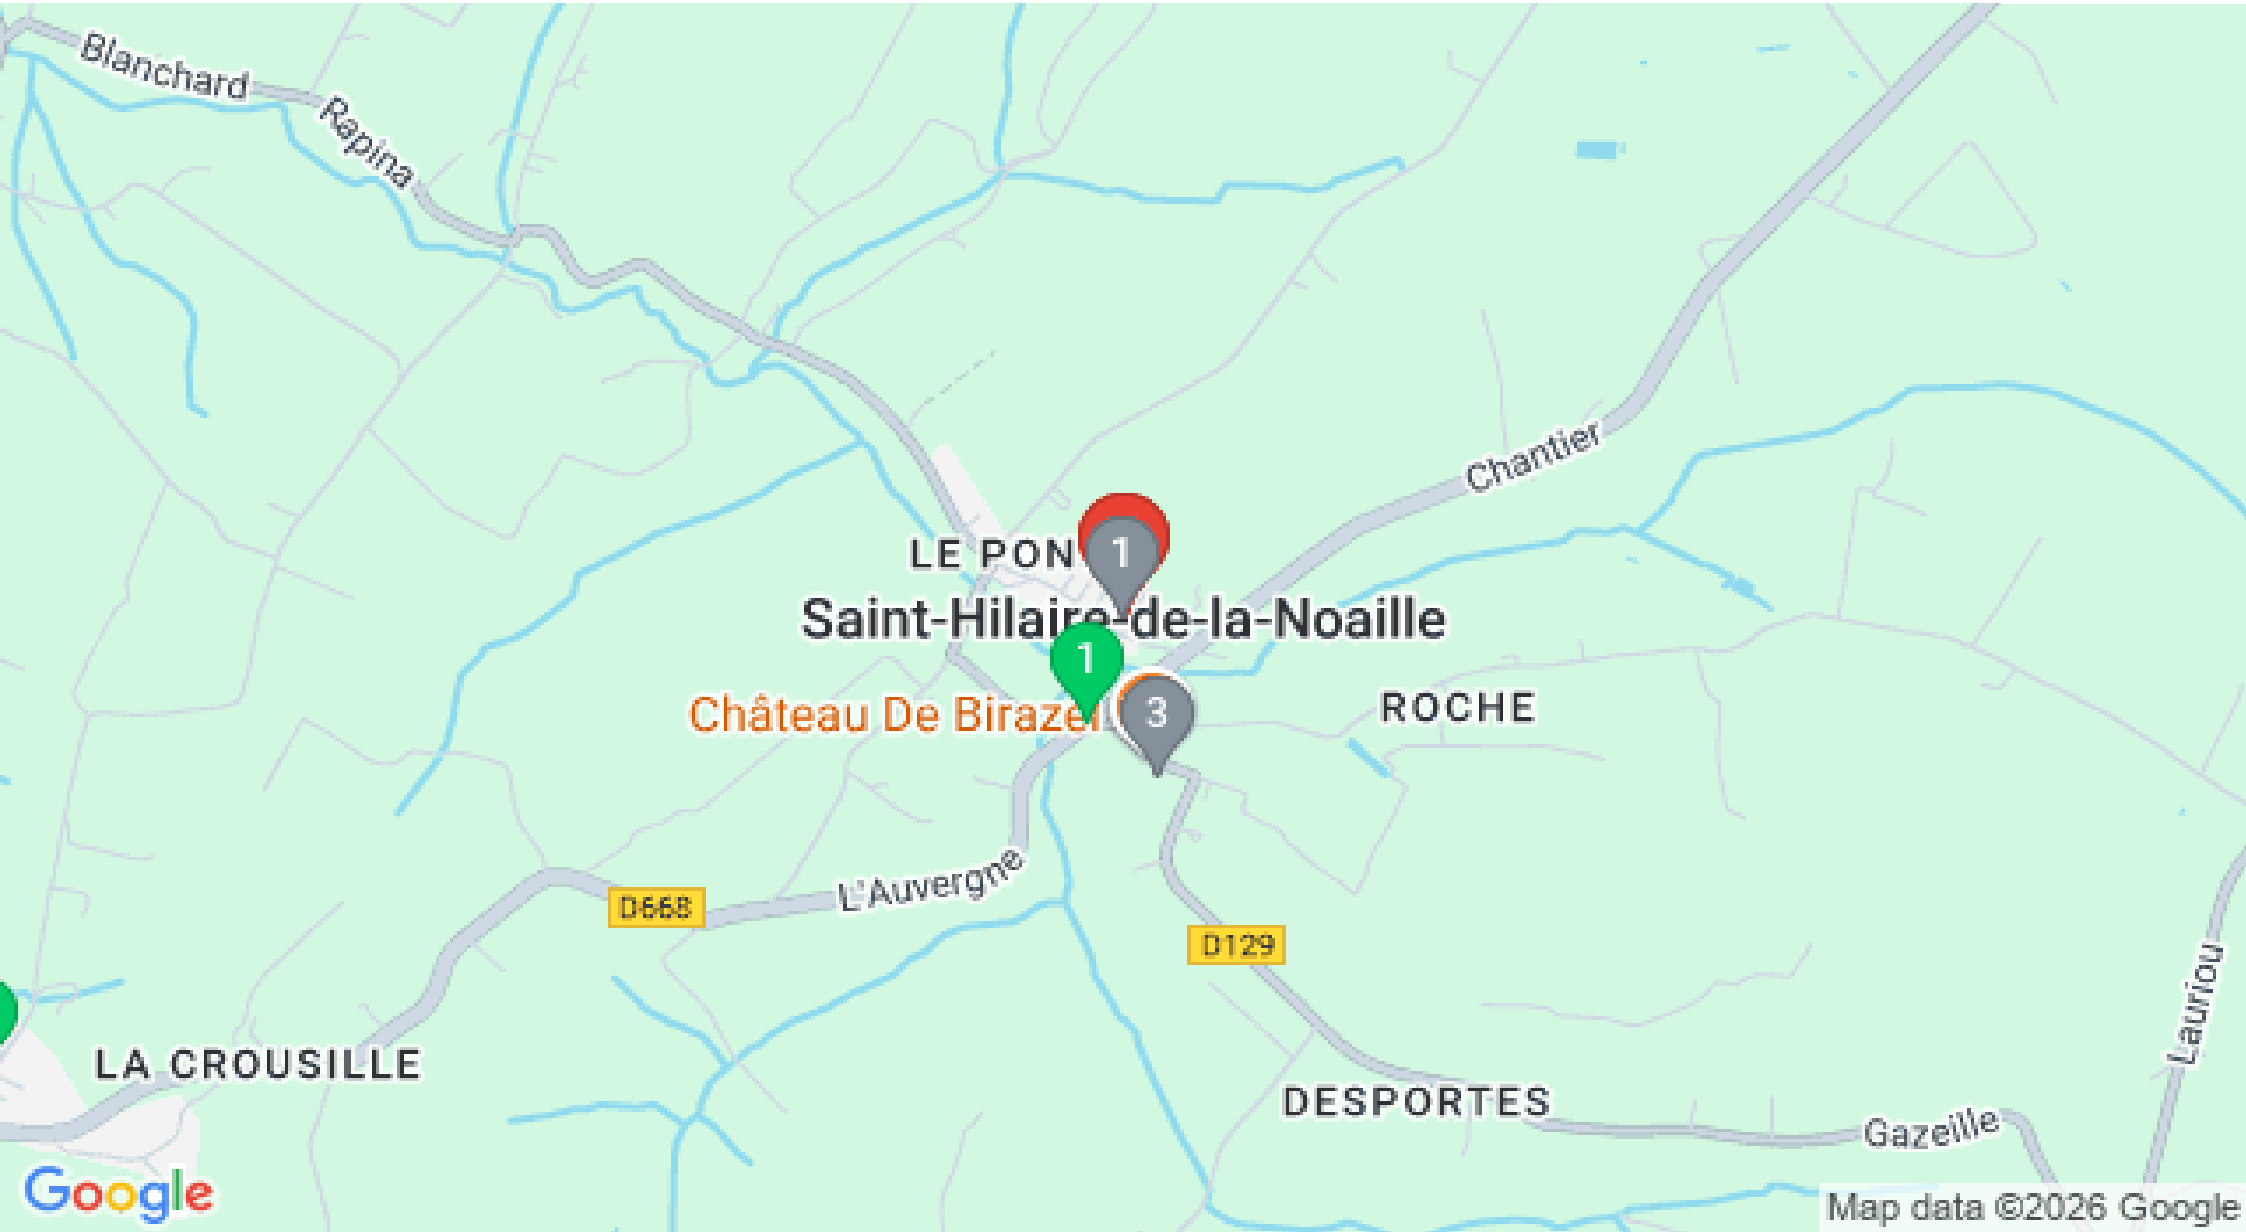 Blanchard
Rapina
Chantier
1
LE PON
Saint-Hilaire-de-la-Noaille
1
Château De Birazel
3
ROCHE
L'Auvergne
D668
D129
Lauriou
LA CROUSILLE
DESPORTES
Gazeille
Google
Map data ©2026 Google